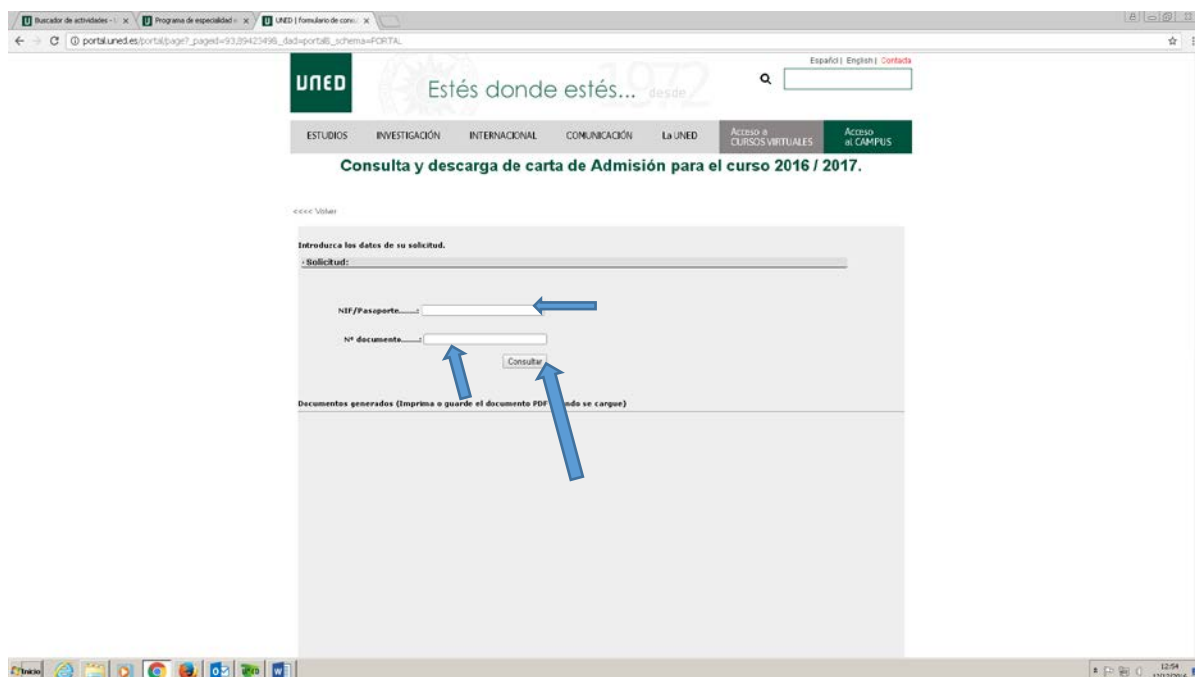 Buscador de actividades - U
Programa de especialidad e
UNED | formulario de consu
portal.uned.es/portal/page?_pageid=93,89423498_dad=portal&_schema=PORTAL
Español | English | Contacta
UNED
Estés donde estés... desde 1972
ESTUDIOS INVESTIGACIÓN INTERNACIONAL COMUNICACIÓN La UNED Acceso a CURSOS VIRTUALES Acceso al CAMPUS
Consulta y descarga de carta de Admisión para el curso 2016 / 2017.
<<<< Volver
Introduzca los datos de su solicitud.
· Solicitud:
NIF/Pasaporte.......:
Nº documento.......:
Consultar
Documentos generados (Imprima o guarde el documento PDF cuando se cargue)
Inicio
12:54